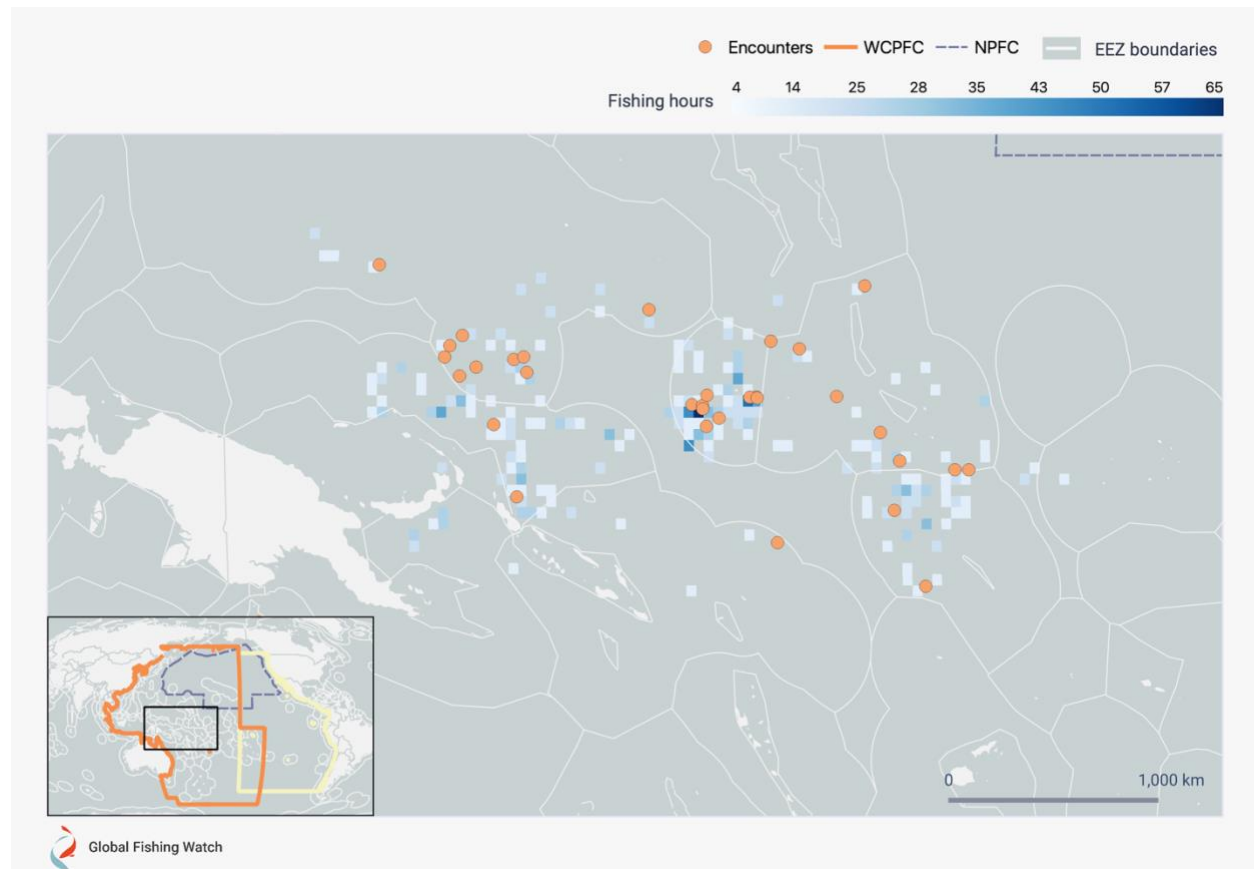 Encounters WCPFC NPFC EEZ boundaries
Fishing hours 4 14 25 28 35 43 50 57 65
0 1,000 km
Global Fishing Watch